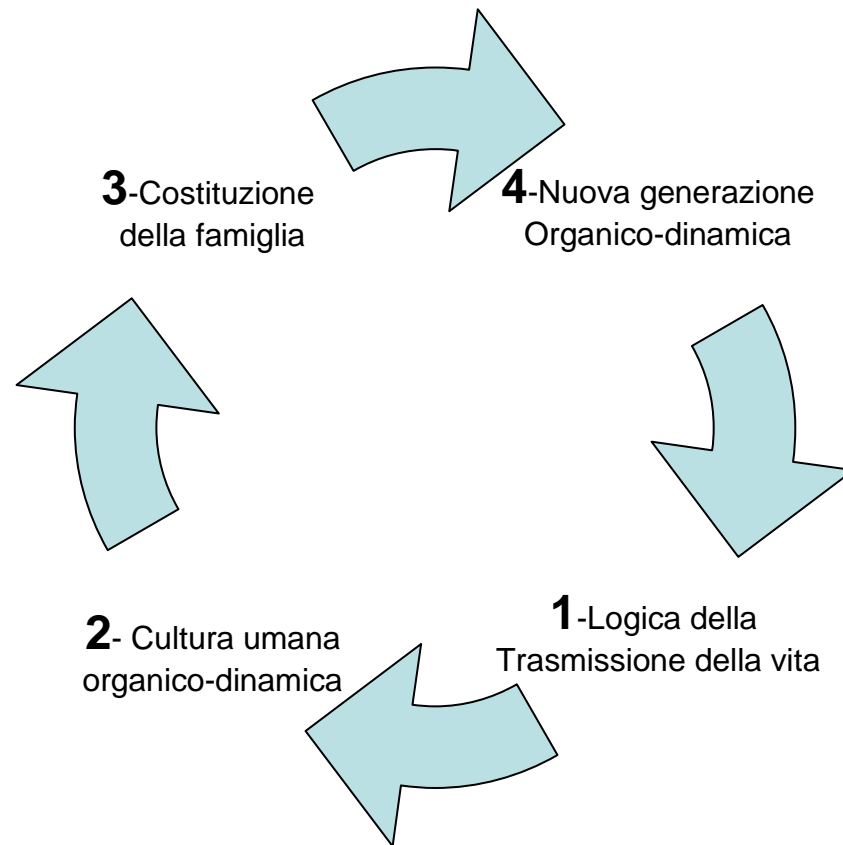 3-Costituzione
della famiglia
4-Nuova generazione
Organico-dinamica
2- Cultura umana
organico-dinamica
1-Logica della
Trasmissione della vita